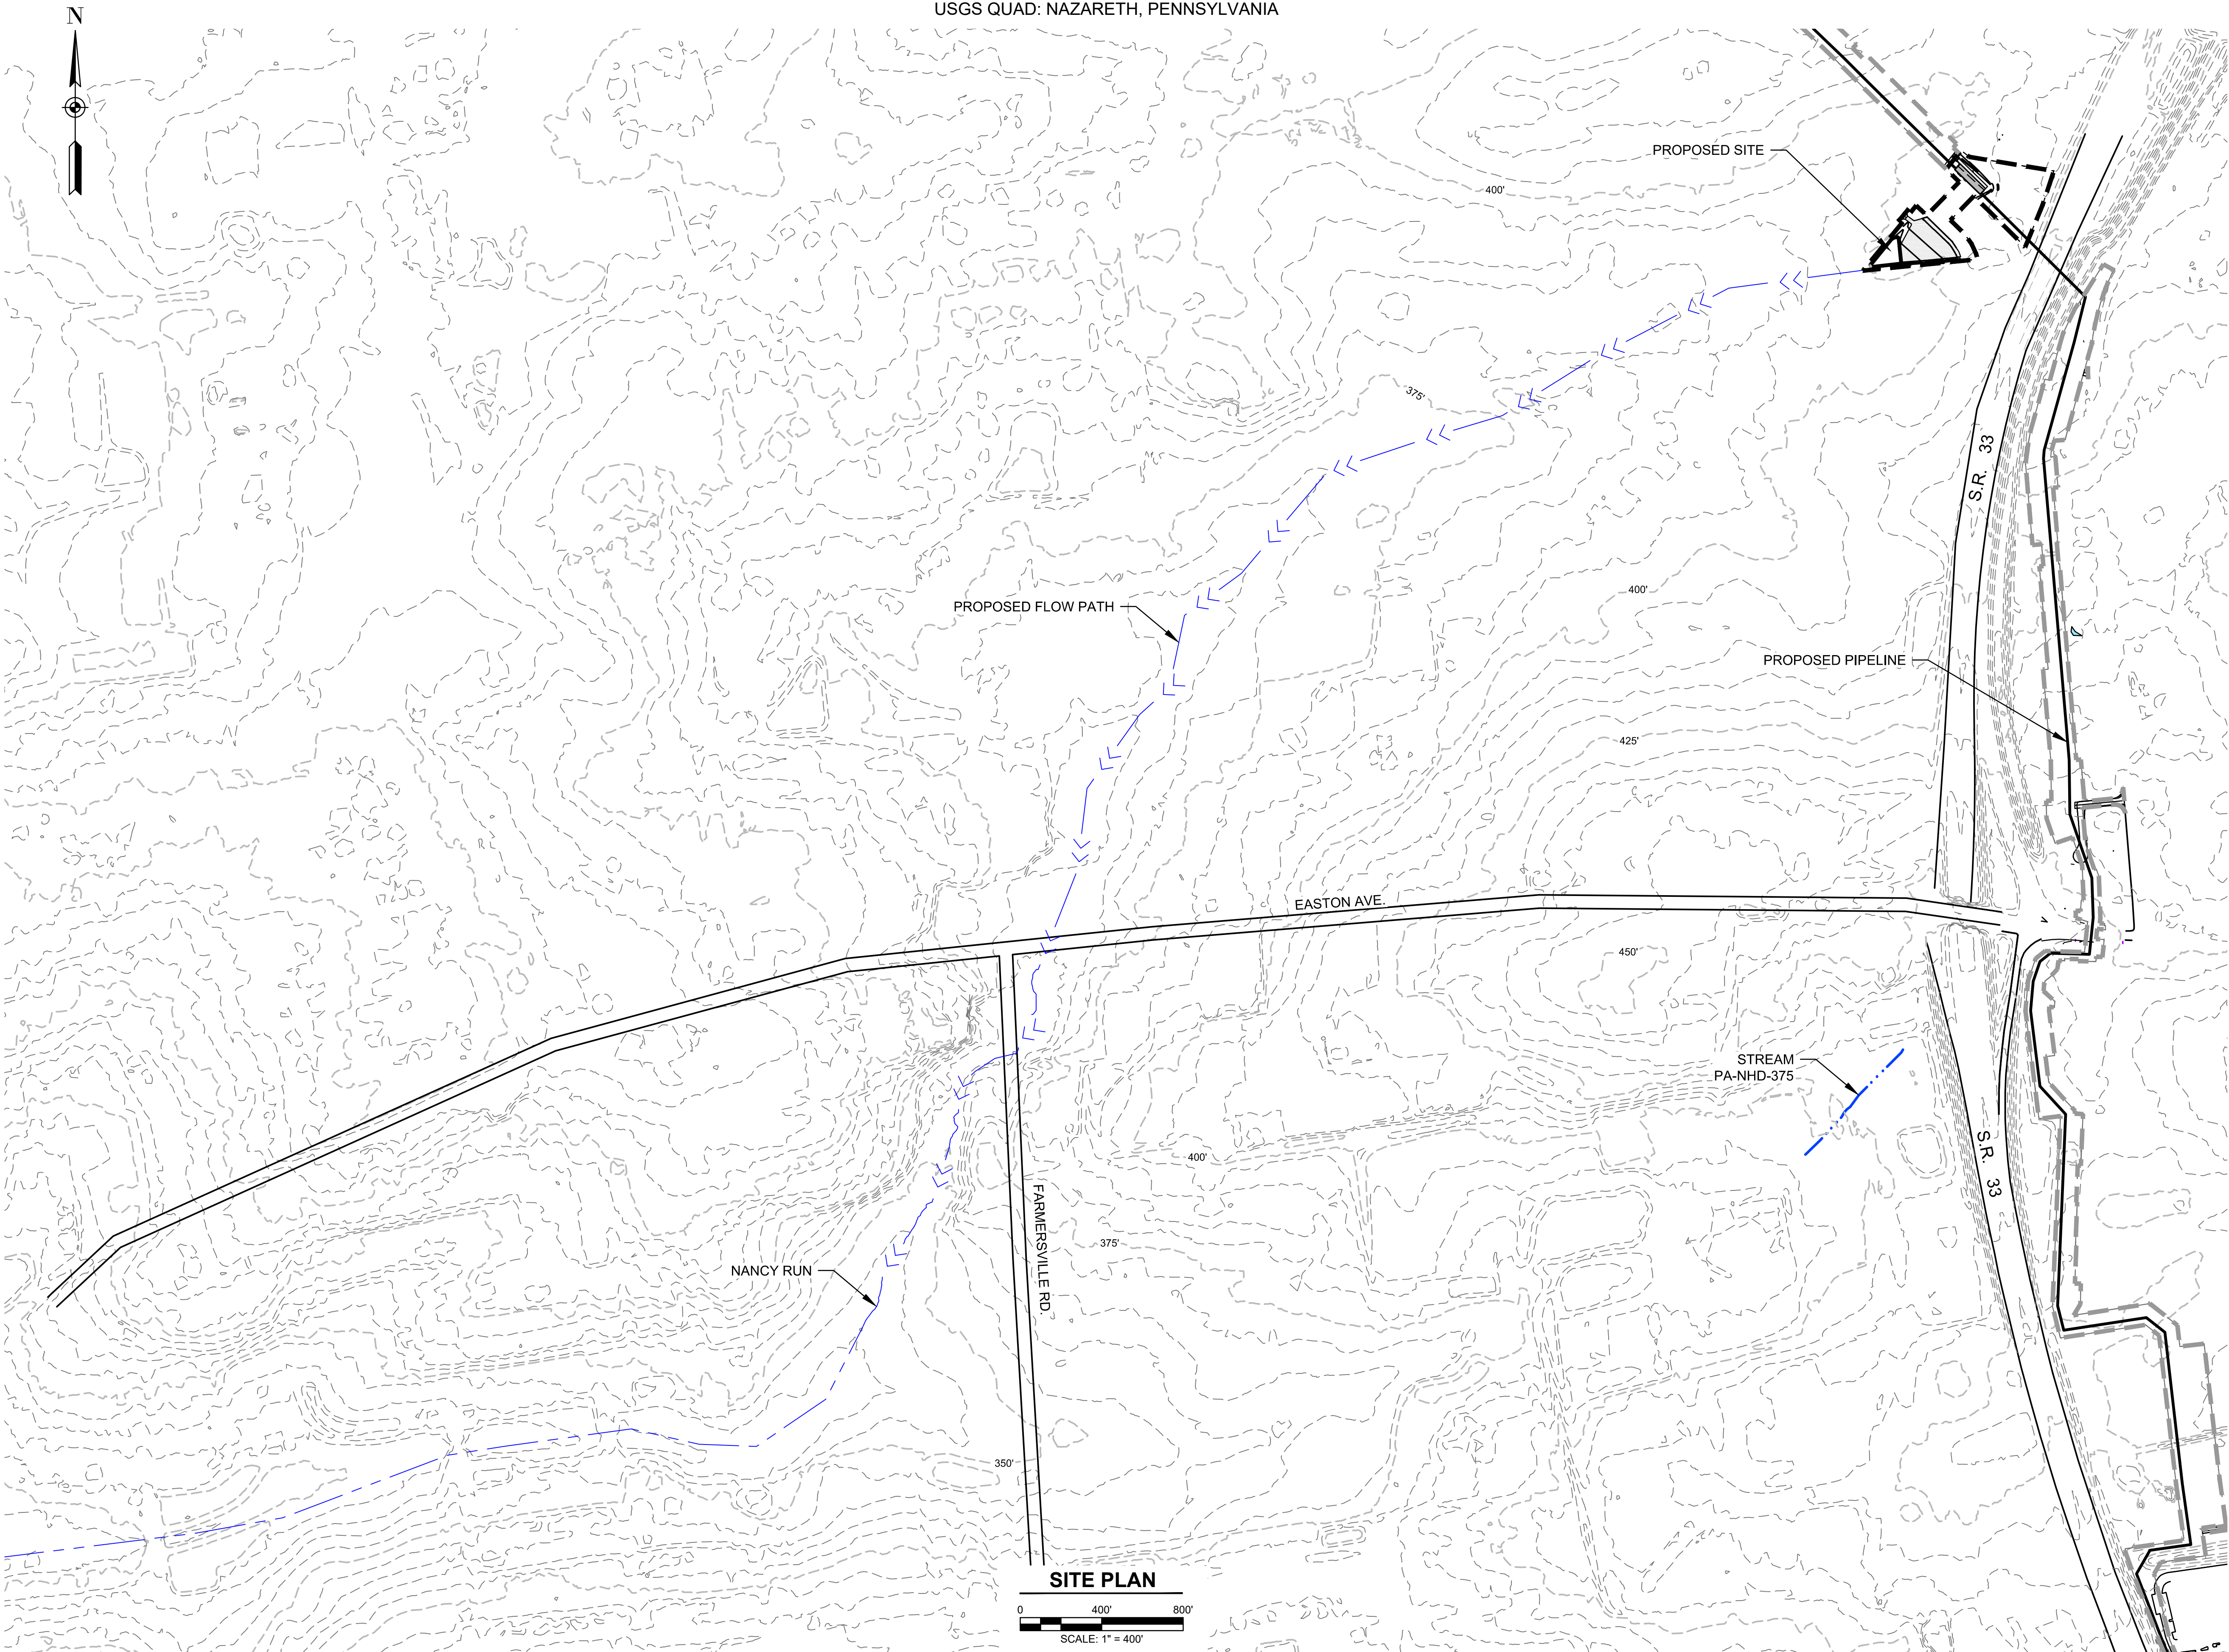 USGS QUAD: NAZARETH, PENNSYLVANIA
N
PROPOSED SITE
400'
375'
S.R. 33
PROPOSED FLOW PATH
400'
PROPOSED PIPELINE
425'
EASTON AVE.
450'
STREAM
PA-NHD-375
S.R. 33
400'
FARMERSVILLE RD.
375'
NANCY RUN
350'
SITE PLAN
0 400' 800'
SCALE: 1" = 400'